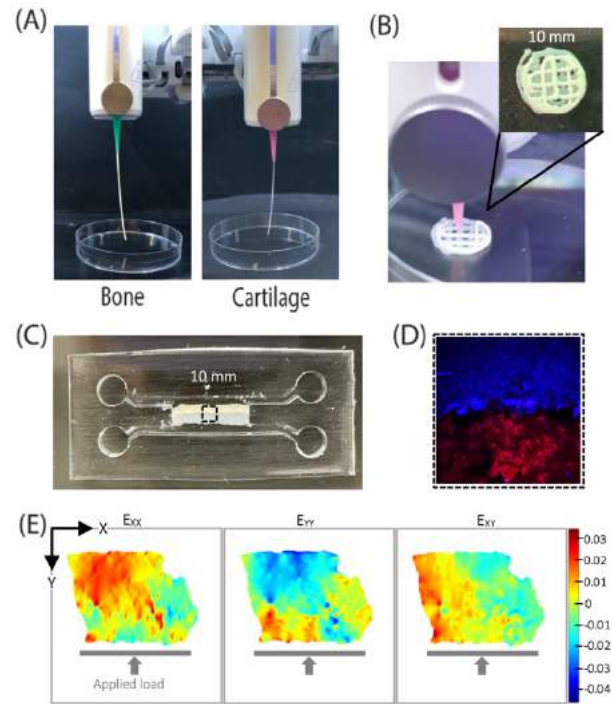 (A)
(B)
10 mm
Bone
Cartilage
(C)
10 mm
(D)
(E)
X
Y
EXX
EYY
EXY
Applied load
0.03
0.02
0.01
0
-0.01
-0.02
-0.03
-0.04